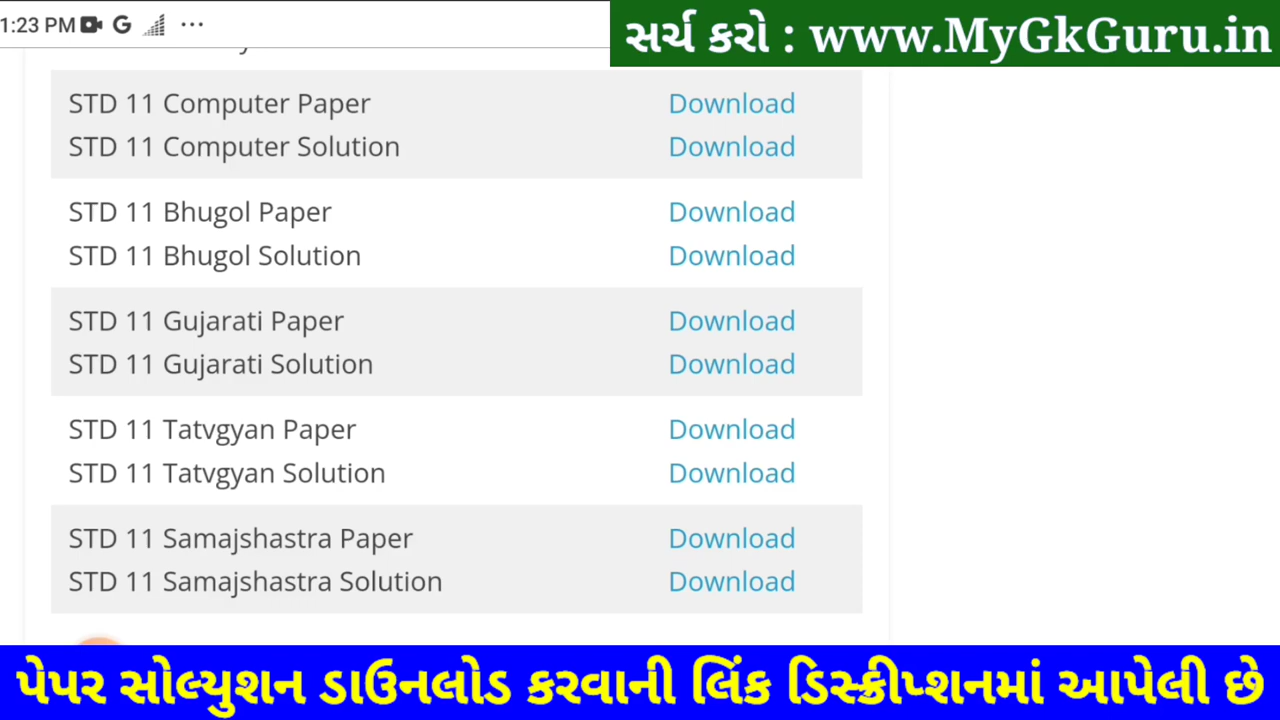 1:23 PM G ...
સર્ચ કરો : www.MyGkGuru.in
STD 11 Computer Paper Download
STD 11 Computer Solution Download
STD 11 Bhugol Paper Download
STD 11 Bhugol Solution Download
STD 11 Gujarati Paper Download
STD 11 Gujarati Solution Download
STD 11 Tatvgyan Paper Download
STD 11 Tatvgyan Solution Download
STD 11 Samajshastra Paper Download
STD 11 Samajshastra Solution Download
પેપર સોલ્યુશન ડાઉનલોડ કરવાની લિંક ડિસ્ક્રીપ્શનમાં આપેલી છે